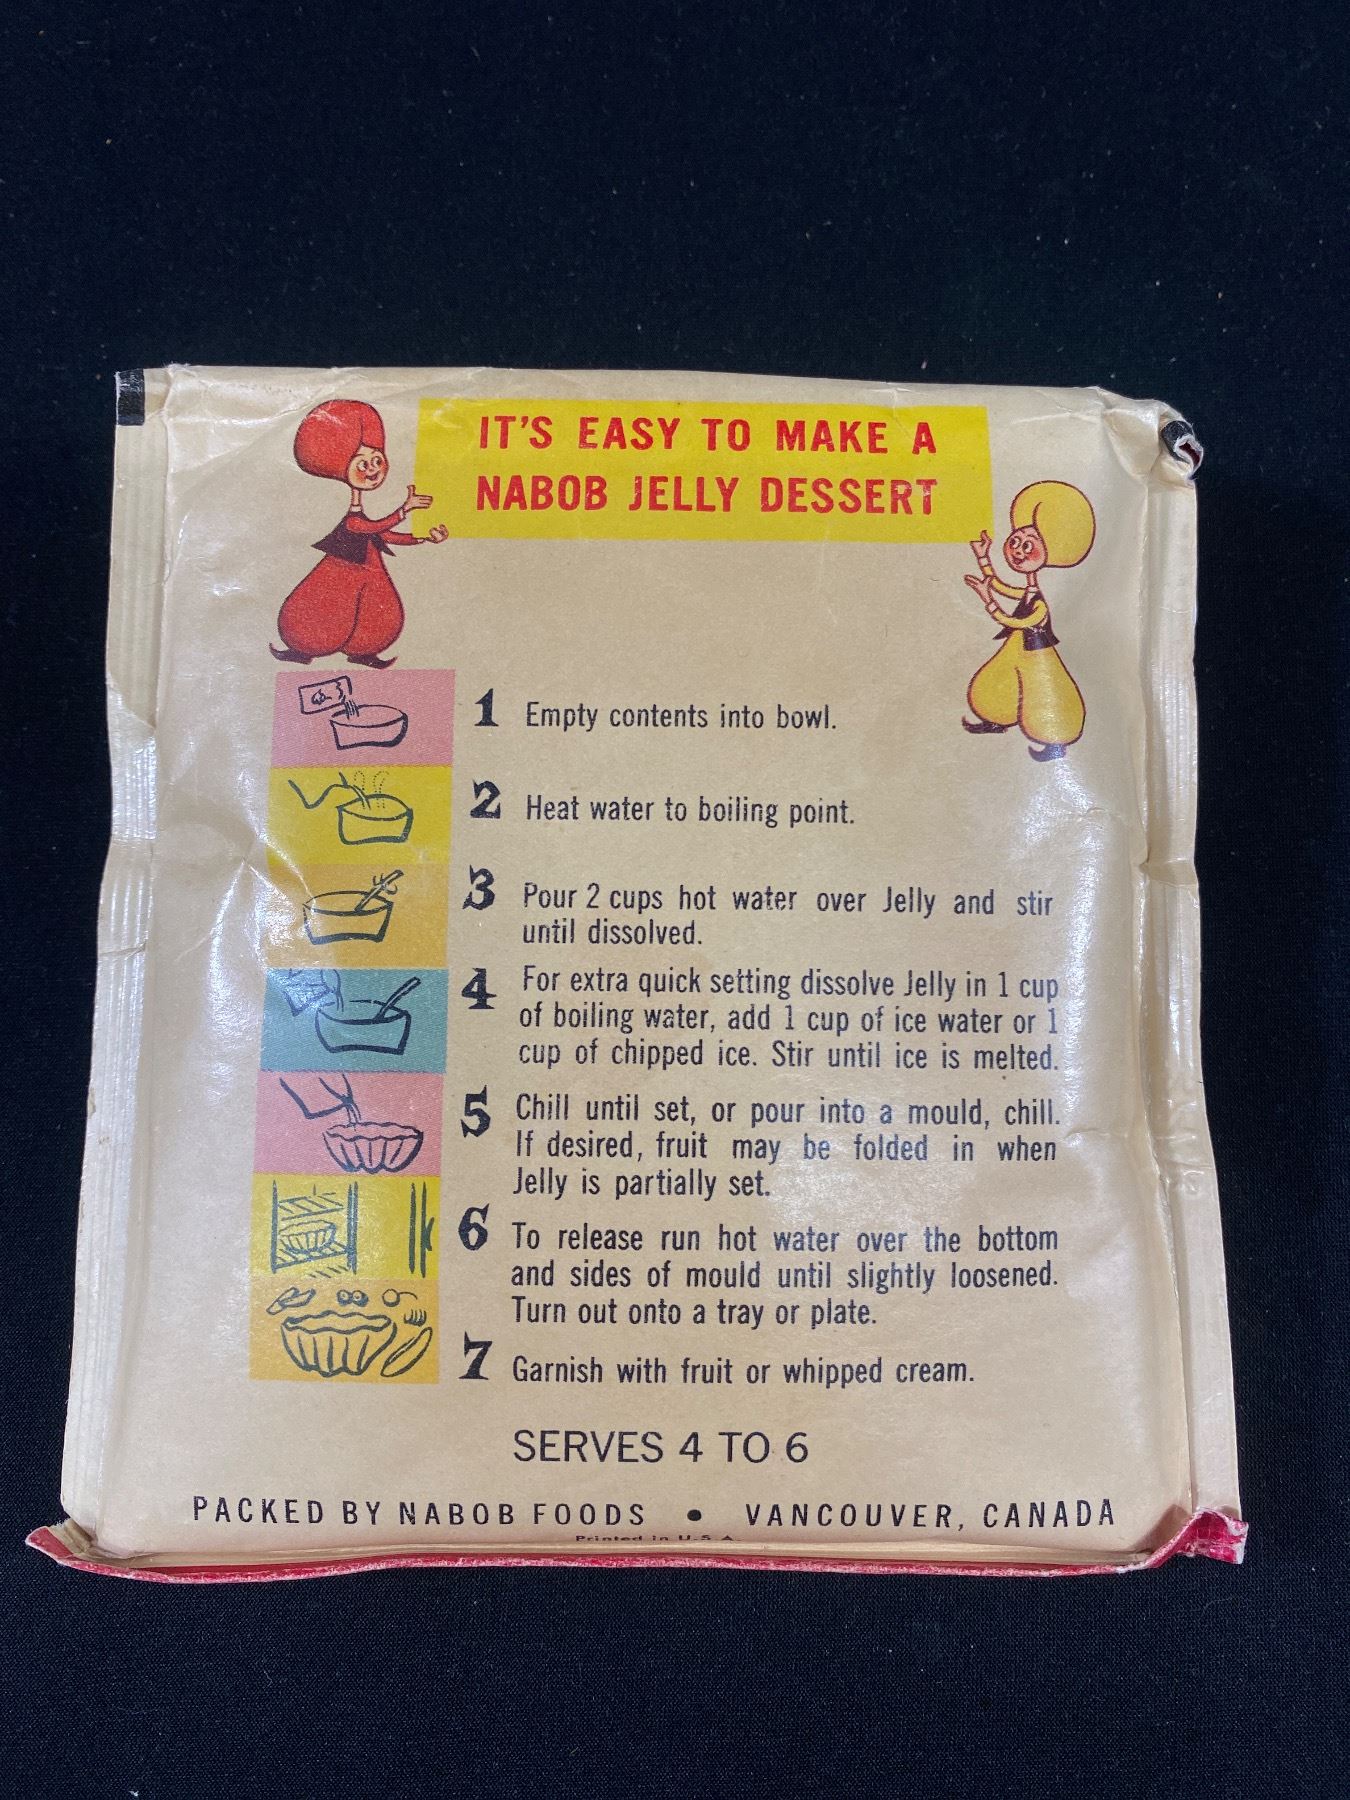 IT'S EASY TO MAKE A
NABOB JELLY DESSERT
1 Empty contents into bowl.
2 Heat water to boiling point.
3 Pour 2 cups hot water over Jelly and stir
until dissolved.
4 For extra quick setting dissolve Jelly in 1 cup
of boiling water, add 1 cup of ice water or 1
cup of chipped ice. Stir until ice is melted.
5 Chill until set, or pour into a mould, chill.
If desired, fruit may be folded in when
Jelly is partially set.
6 To release run hot water over the bottom
and sides of mould until slightly loosened.
Turn out onto a tray or plate.
7 Garnish with fruit or whipped cream.
SERVES 4 TO 6
PACKED BY NABOB FOODS • VANCOUVER, CANADA
Printed in U.S.A.